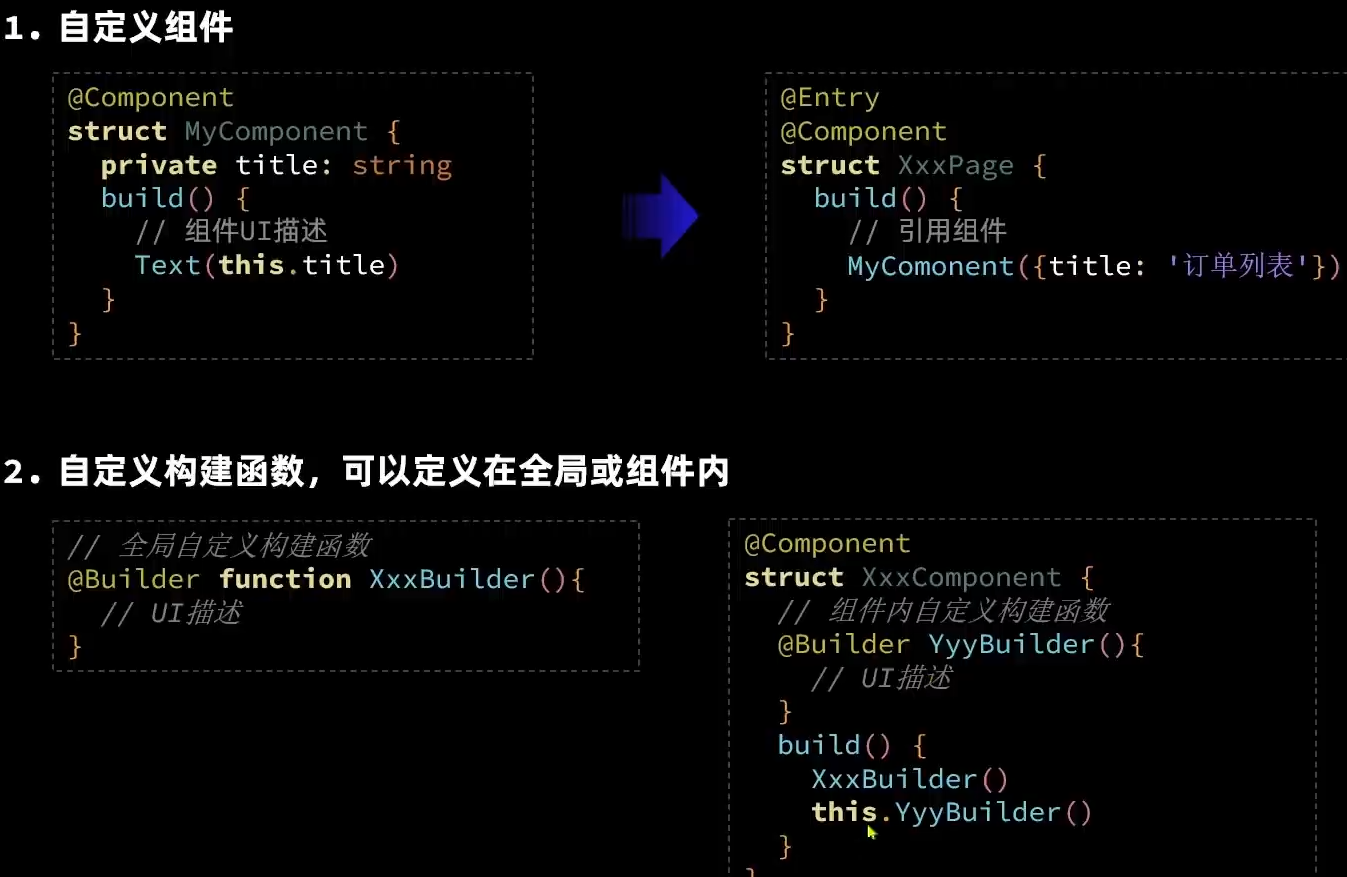 1. 自定义组件
@Component
struct MyComponent {
private title: string
build() {
// 组件UI描述
Text(this.title)
}
}
@Entry
@Component
struct XxxPage {
build() {
// 引用组件
MyComonent({title: '订单列表'})
}
}
2. 自定义构建函数，可以定义在全局或组件内
// 全局自定义构建函数
@Builder function XxxBuilder(){
// UI描述
}
@Component
struct XxxComponent {
// 组件内自定义构建函数
@Builder YyyBuilder(){
// UI描述
}
build() {
XxxBuilder()
this.YyyBuilder()
}
}